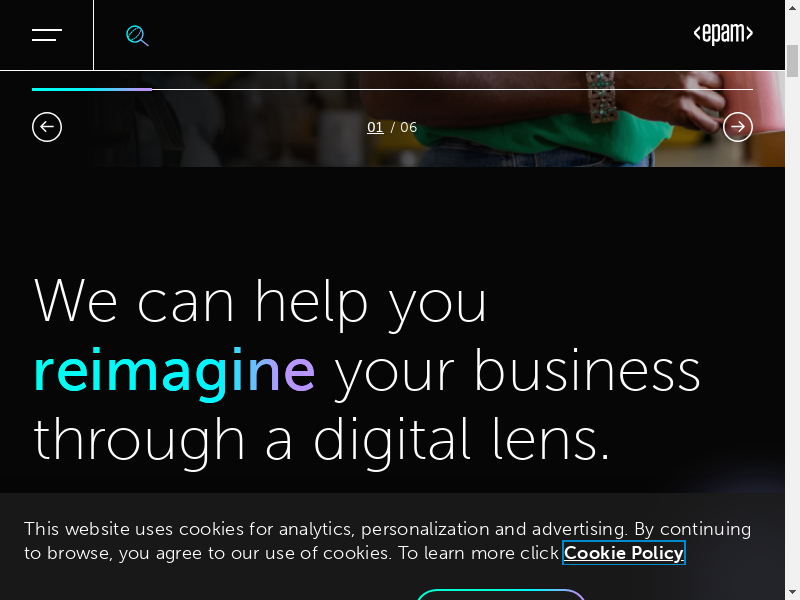 <epam>
01 / 06
We can help you
reimagine your business
through a digital lens.
This website uses cookies for analytics, personalization and advertising. By continuing
to browse, you agree to our use of cookies. To learn more click Cookie Policy